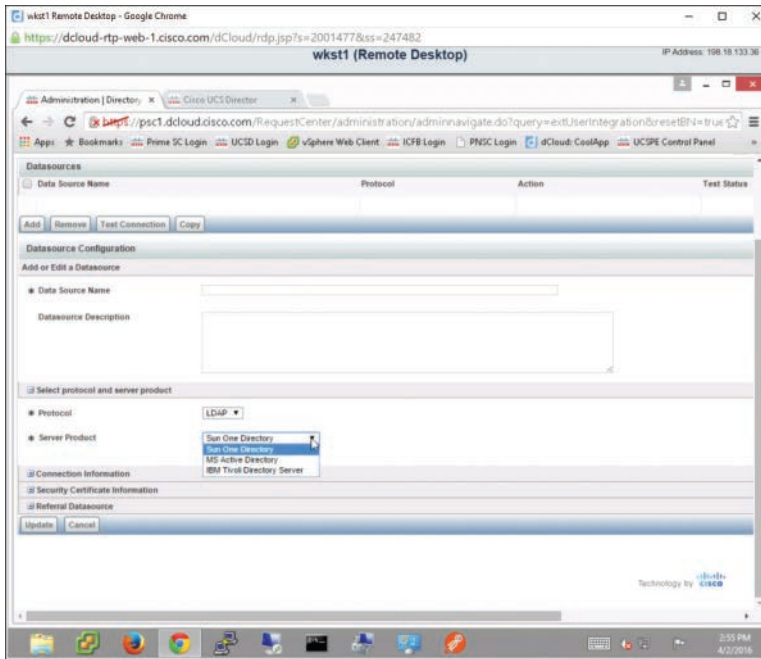 wkst1 Remote Desktop - Google Chrome
https://dcloud-rtp-web-1.cisco.com/dCloud/rdp.jsp?s=2001477&ss=247482
wkst1 (Remote Desktop)
IP Address: 198.18.133.36
Administration | Directory
Cisco UCS Director
https://psc1.dcloud.cisco.com/RequestCenter/administration/adminnavigate.do?query=extUserIntegration&resetBN=true
Apps Bookmarks Prime SC Login UCSD Login vSphere Web Client ICFB Login PNSC Login dCloud: CoolApp UCSPE Control Panel »
Datasources
Data Source Name Protocol Action Test Status
Add Remove Test Connection Copy
Datasource Configuration
Add or Edit a Datasource
* Data Source Name
Datasource Description
Select protocol and server product
* Protocol LDAP
* Server Product Sun One Directory
Sun One Directory
MS Active Directory
IBM Tivoli Directory Server
Connection Information
Security Certificate Information
Referral Datasource
Update Cancel
Technology by CISCO
2:55 PM
4/2/2016